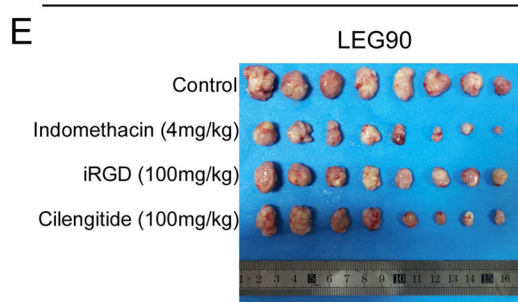 E
LEG90
Control
Indomethacin (4mg/kg)
iRGD (100mg/kg)
Cilengitide (100mg/kg)
1 2 3 4 5 6 7 8 9 10 11 12 13 14 15 16